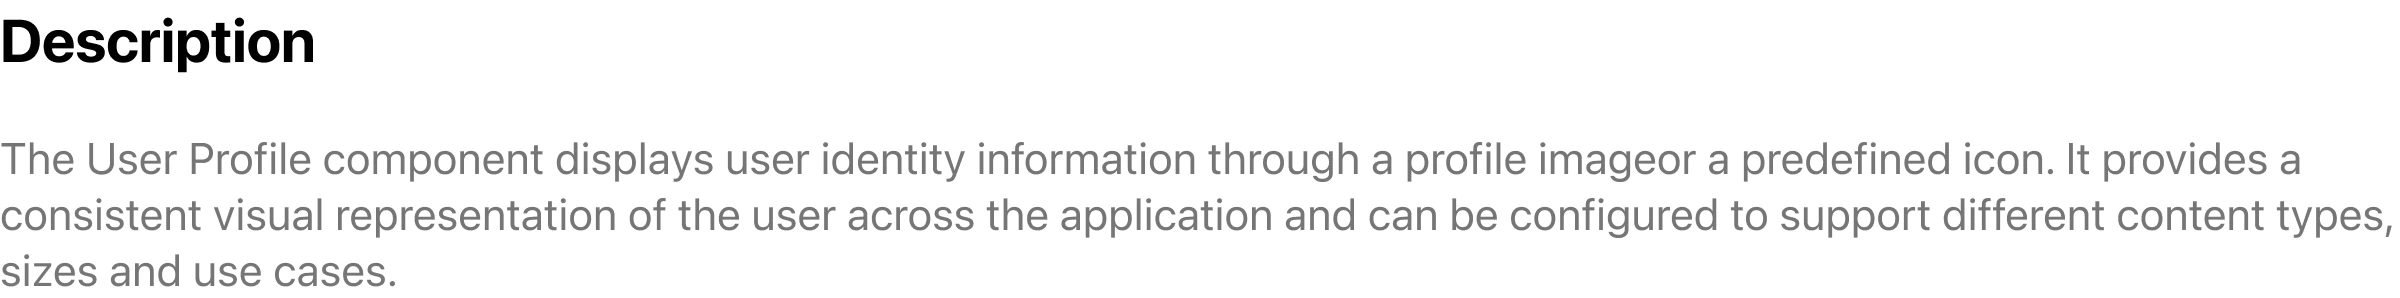 Description
The User Profile component displays user identity information through a profile imageor a predefined icon. It provides a
consistent visual representation of the user across the application and can be configured to support different content types,
sizes and use cases.